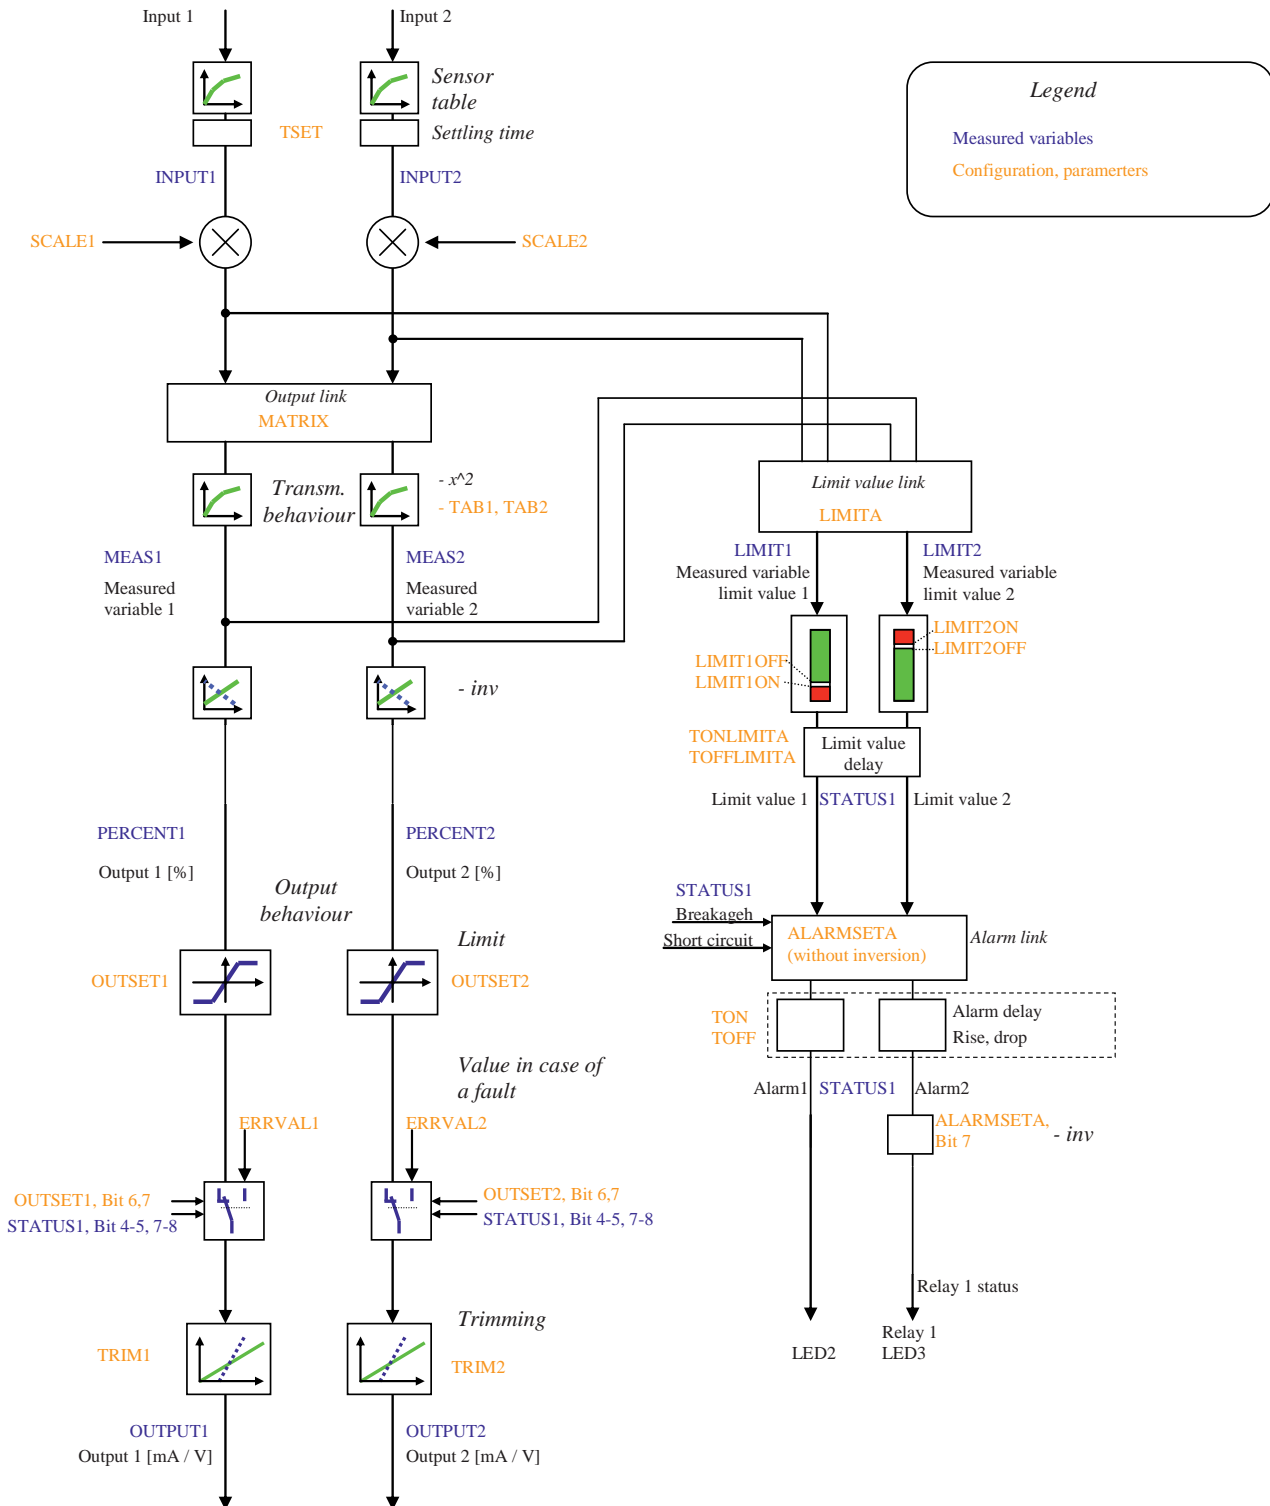 Input 1
Input 2
Sensor
table
TSET
Settling time
INPUT1
INPUT2
SCALE1
SCALE2
Legend
Measured variables
Configuration, paramerters
Output link
MATRIX
Transm.
behaviour
- x^2
- TAB1, TAB2
MEAS1
MEAS2
Measured
variable 1
Measured
variable 2
Limit value link
LIMITA
LIMIT1
LIMIT2
Measured variable
limit value 1
Measured variable
limit value 2
LIMIT2ON
LIMIT2OFF
LIMIT1OFF
LIMIT1ON
- inv
TONLIMITA
TOFFLIMITA
Limit value
delay
Limit value 1
STATUS1
Limit value 2
PERCENT1
PERCENT2
Output 1 [%]
Output 2 [%]
Output
behaviour
STATUS1
Breakageh
Short circuit
ALARMSETA
(without inversion)
Alarm link
Limit
OUTSET1
OUTSET2
TON
TOFF
Alarm delay
Rise, drop
Value in case of
a fault
Alarm1
STATUS1
Alarm2
ERRVAL1
ERRVAL2
ALARMSETA,
Bit 7
- inv
OUTSET1, Bit 6,7
STATUS1, Bit 4-5, 7-8
OUTSET2, Bit 6,7
STATUS1, Bit 4-5, 7-8
Relay 1 status
Trimming
TRIM1
TRIM2
LED2
Relay 1
LED3
OUTPUT1
Output 1 [mA / V]
OUTPUT2
Output 2 [mA / V]